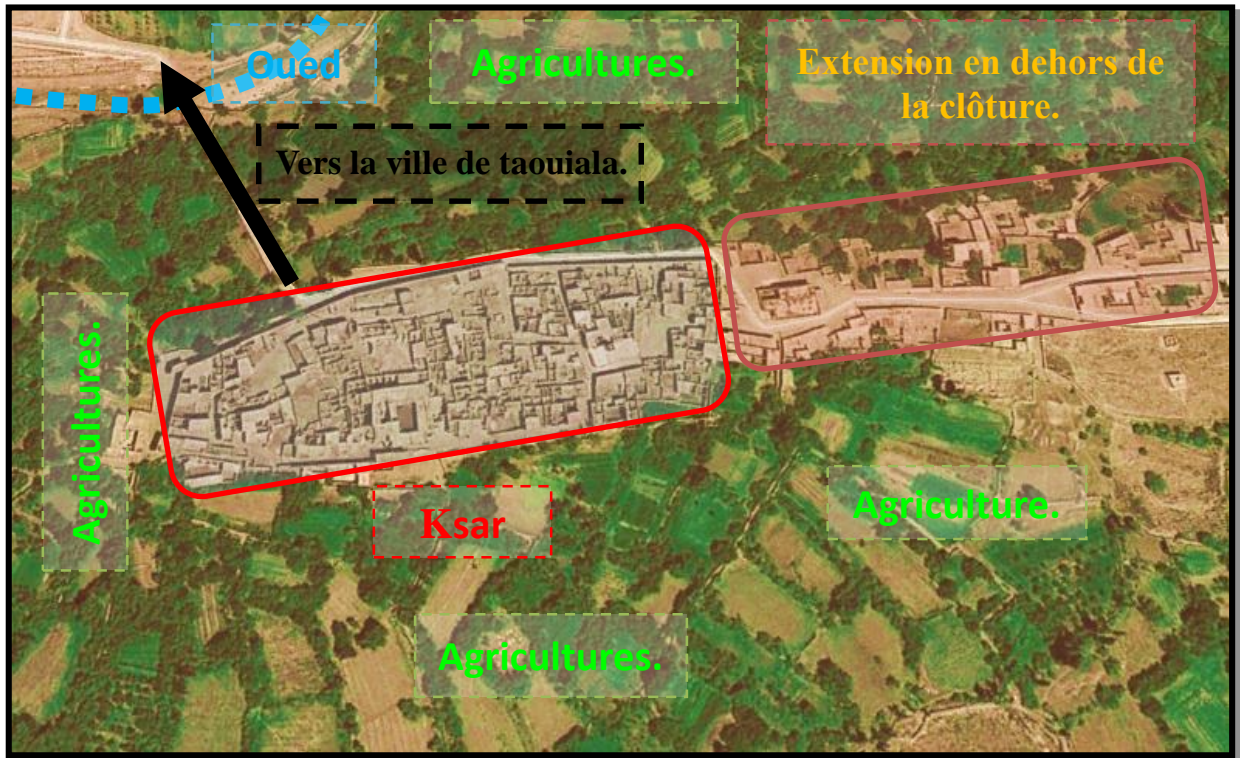 Oued
Agricultures.
Extension en dehors de
la clôture.
Vers la ville de taouiala.
Agricultures.
Ksar
Agriculture.
Agricultures.